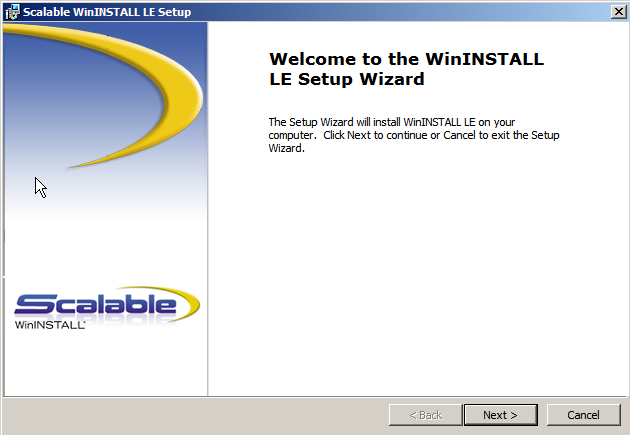 Scalable WinINSTALL LE Setup
Welcome to the WinINSTALL
LE Setup Wizard
The Setup Wizard will install WinINSTALL LE on your
computer.  Click Next to continue or Cancel to exit the Setup
Wizard.
Scalable
WinINSTALL
< Back
Next >
Cancel